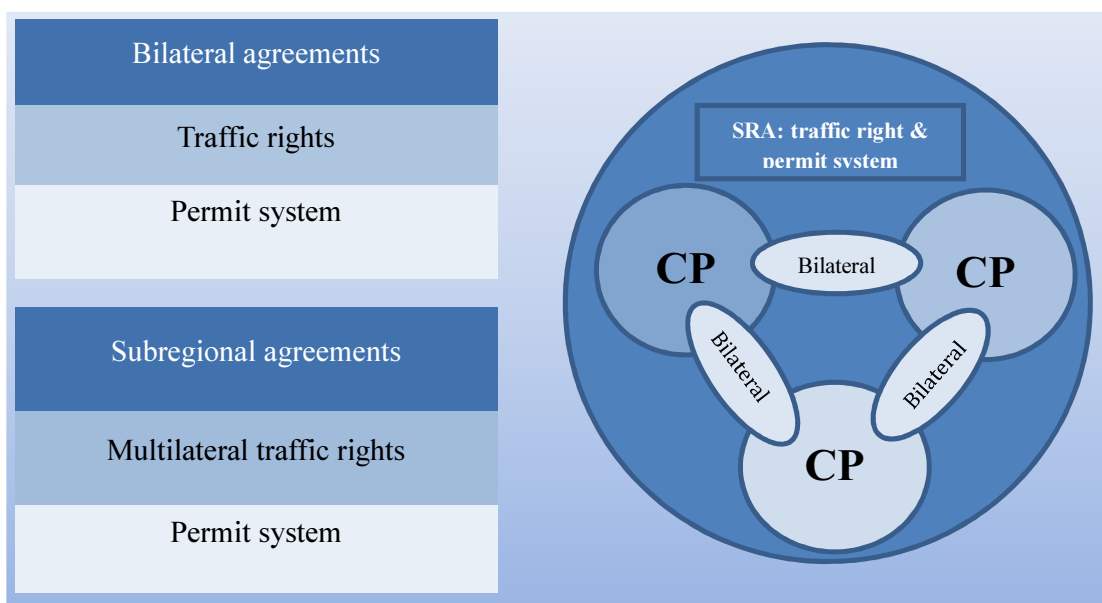 Bilateral agreements
Traffic rights
Permit system
Subregional agreements
Multilateral traffic rights
Permit system
SRA: traffic right &
permit system
CP
Bilateral
CP
Bilateral
Bilateral
CP